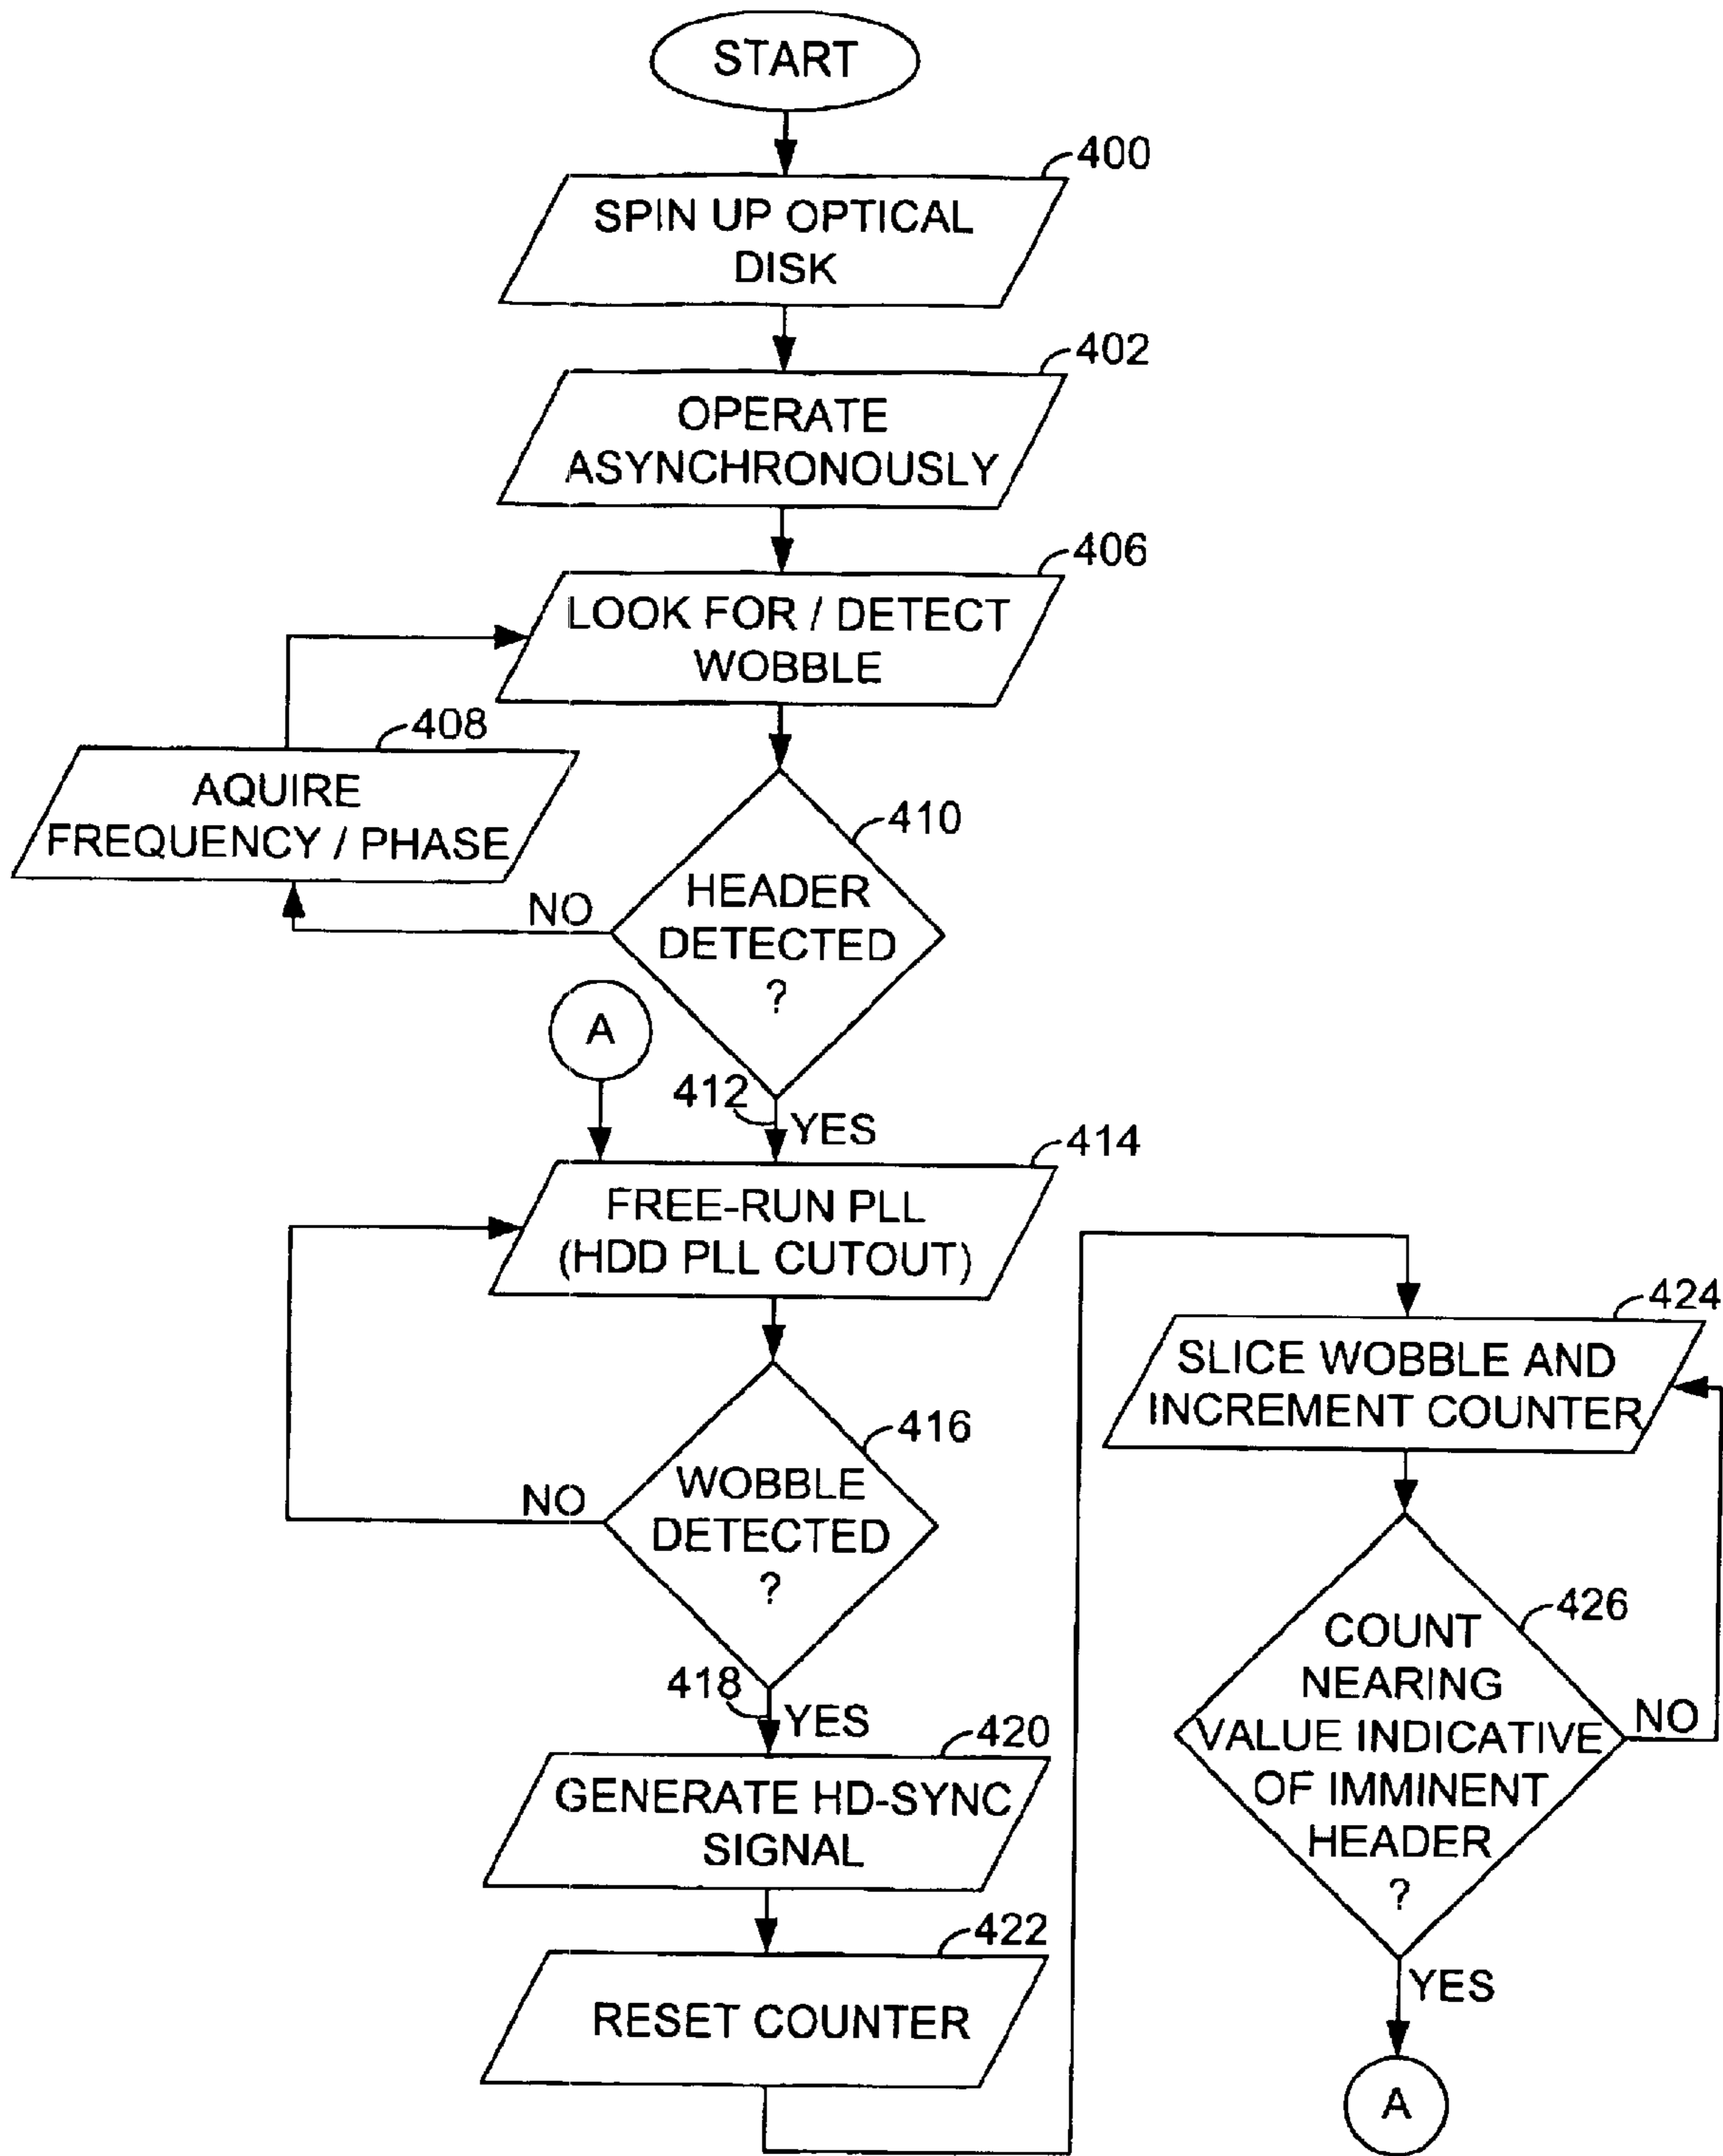 START
400
SPIN UP OPTICAL
DISK
402
OPERATE
ASYNCHRONOUSLY
406
LOOK FOR / DETECT
WOBBLE
408
AQUIRE
FREQUENCY / PHASE
410
HEADER
DETECTED
?
NO
A
412
YES
414
FREE-RUN PLL
(HDD PLL CUTOUT)
416
WOBBLE
DETECTED
?
NO
418
YES
420
GENERATE HD-SYNC
SIGNAL
422
RESET COUNTER
424
SLICE WOBBLE AND
INCREMENT COUNTER
426
COUNT
NEARING
VALUE INDICATIVE
OF IMMINENT
HEADER
?
NO
YES
A